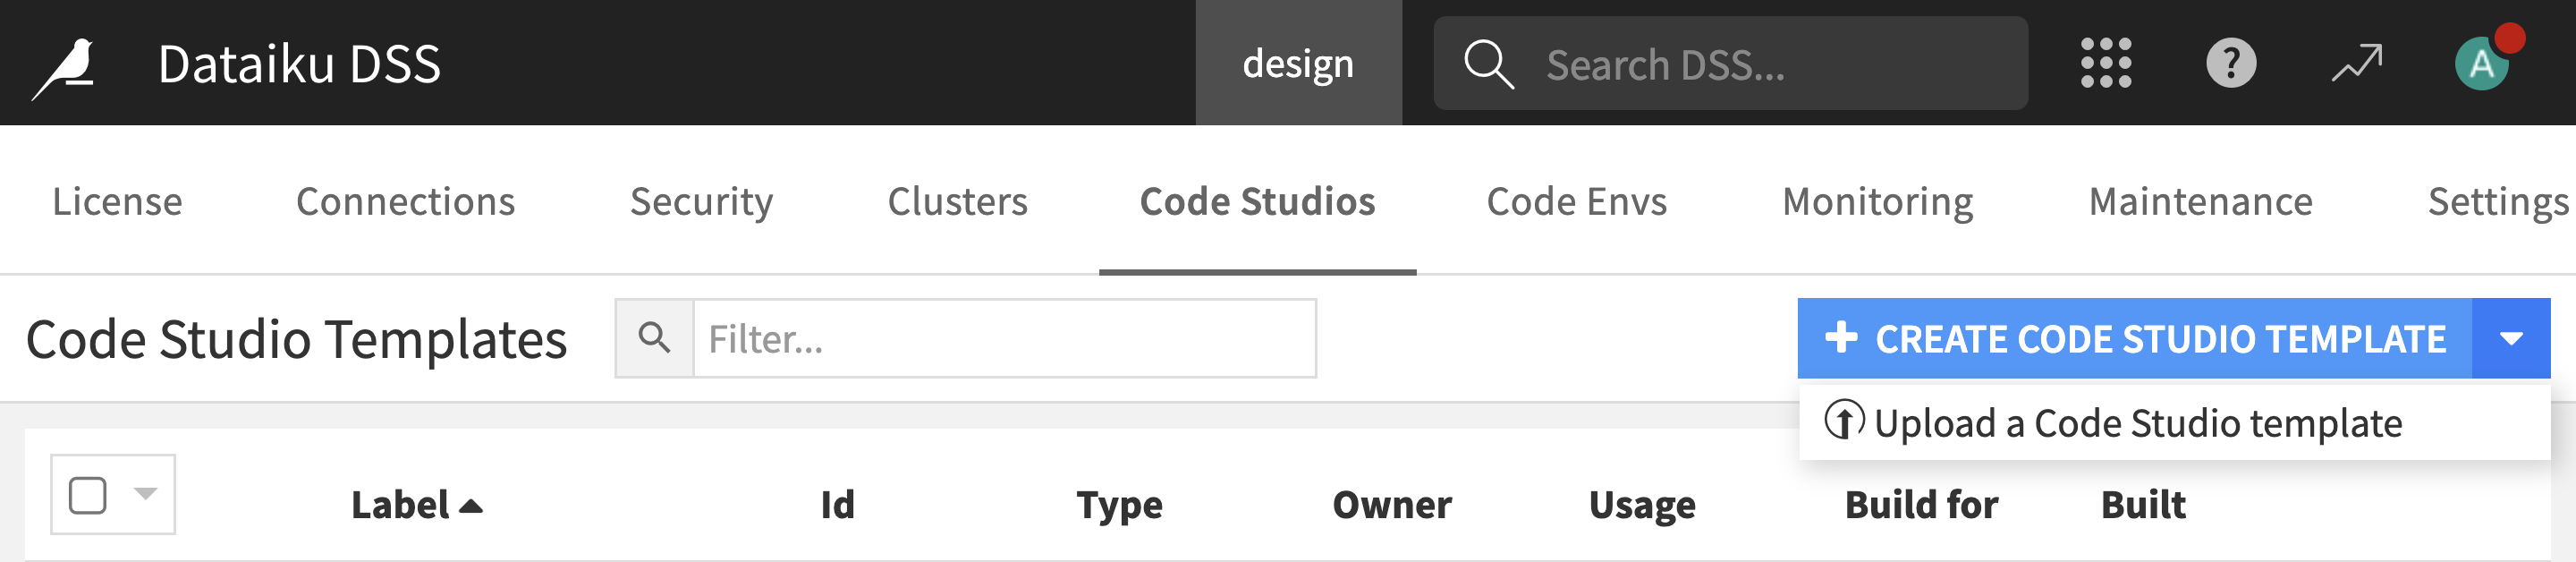 Dataiku DSS design Search DSS... ? A
License Connections Security Clusters Code Studios Code Envs Monitoring Maintenance Settings
Code Studio Templates Filter... + CREATE CODE STUDIO TEMPLATE
Upload a Code Studio template
Label Id Type Owner Usage Build for Built